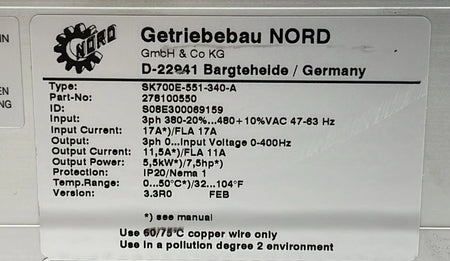 IN
EN
NG
NORD
Getriebebau NORD
GmbH & Co KG
D-22941 Bargteheide / Germany
Type: SK700E-551-340-A
Part-No: 278100550
ID: S08E300069159
Input: 3ph 380-20%...480+10%VAC 47-63 Hz
Input Current: 17A*)/FLA 17A
Output: 3ph 0...Input Voltage 0-400Hz
Output Current: 11,5A*)/FLA 11A
Output Power: 5,5kW*)/7,5hp*)
Protection: IP20/Nema 1
Temp.Range: 0...50°C*)/32...104°F
Version: 3.3R0 FEB
*) see manual
Use 60/75°C copper wire only
Use in a pollution degree 2 environment